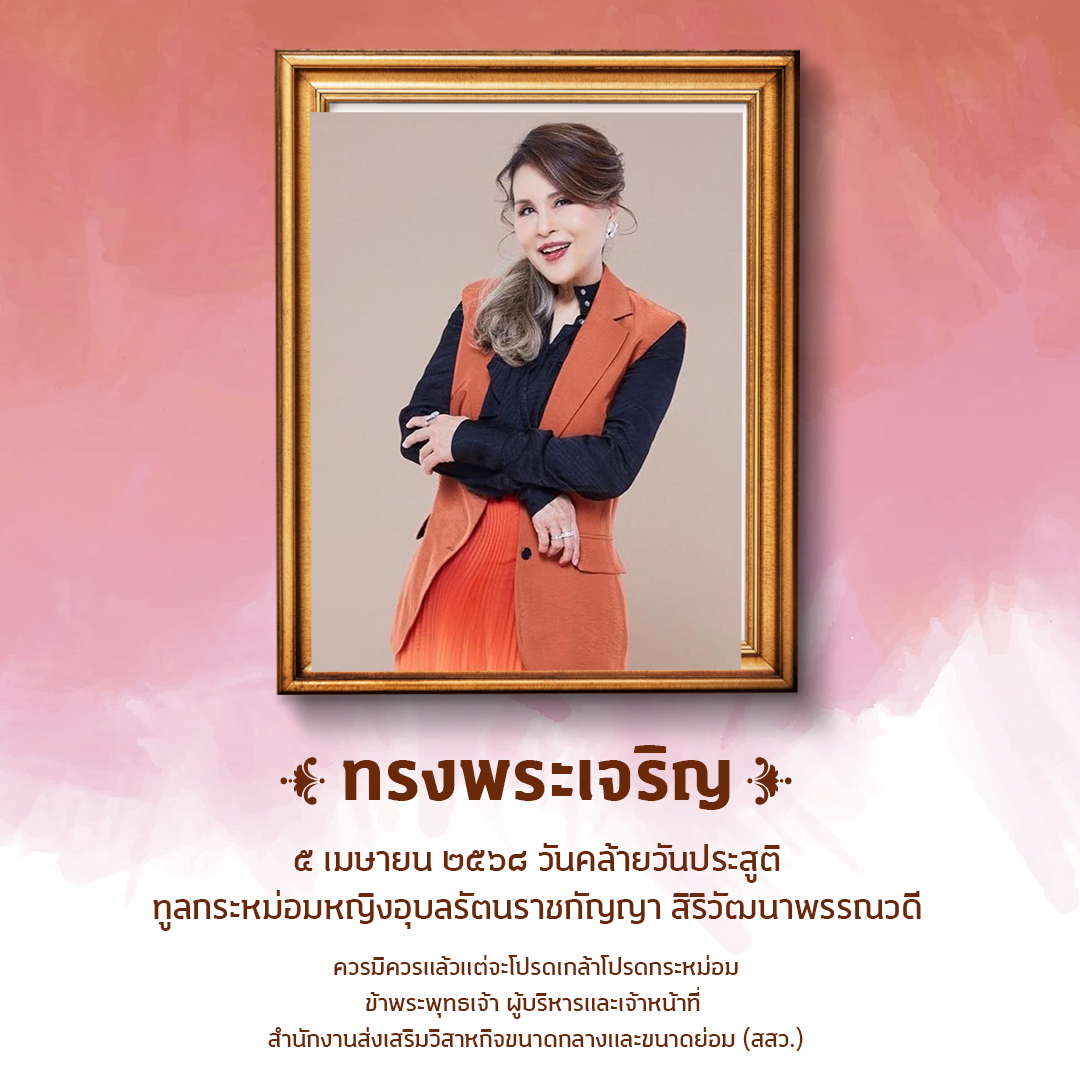 ทรงพระเจริญ
๕ เมษายน ๒๕๖๘ วันคล้ายวันประสูติ
ทูลกระหม่อมหญิงอุบลรัตนราชกัญญา สิริวัฒนาพรรณวดี
ควรมิควรแล้วแต่จะโปรดเกล้าโปรดกระหม่อม
ข้าพระพุทธเจ้า ผู้บริหารและเจ้าหน้าที่
สำนักงานส่งเสริมวิสาหกิจขนาดกลางและขนาดย่อม (สสว.)